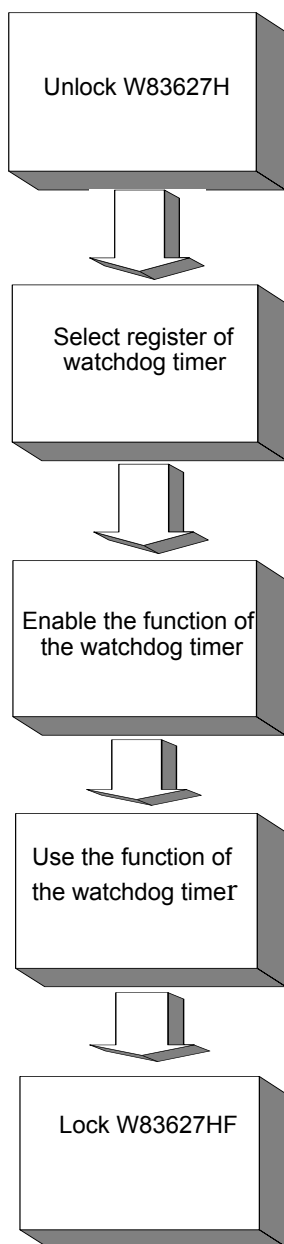 Unlock W83627H
Select register of
watchdog timer
Enable the function of
the watchdog timer
Use the function of
the watchdog timer
Lock W83627HF